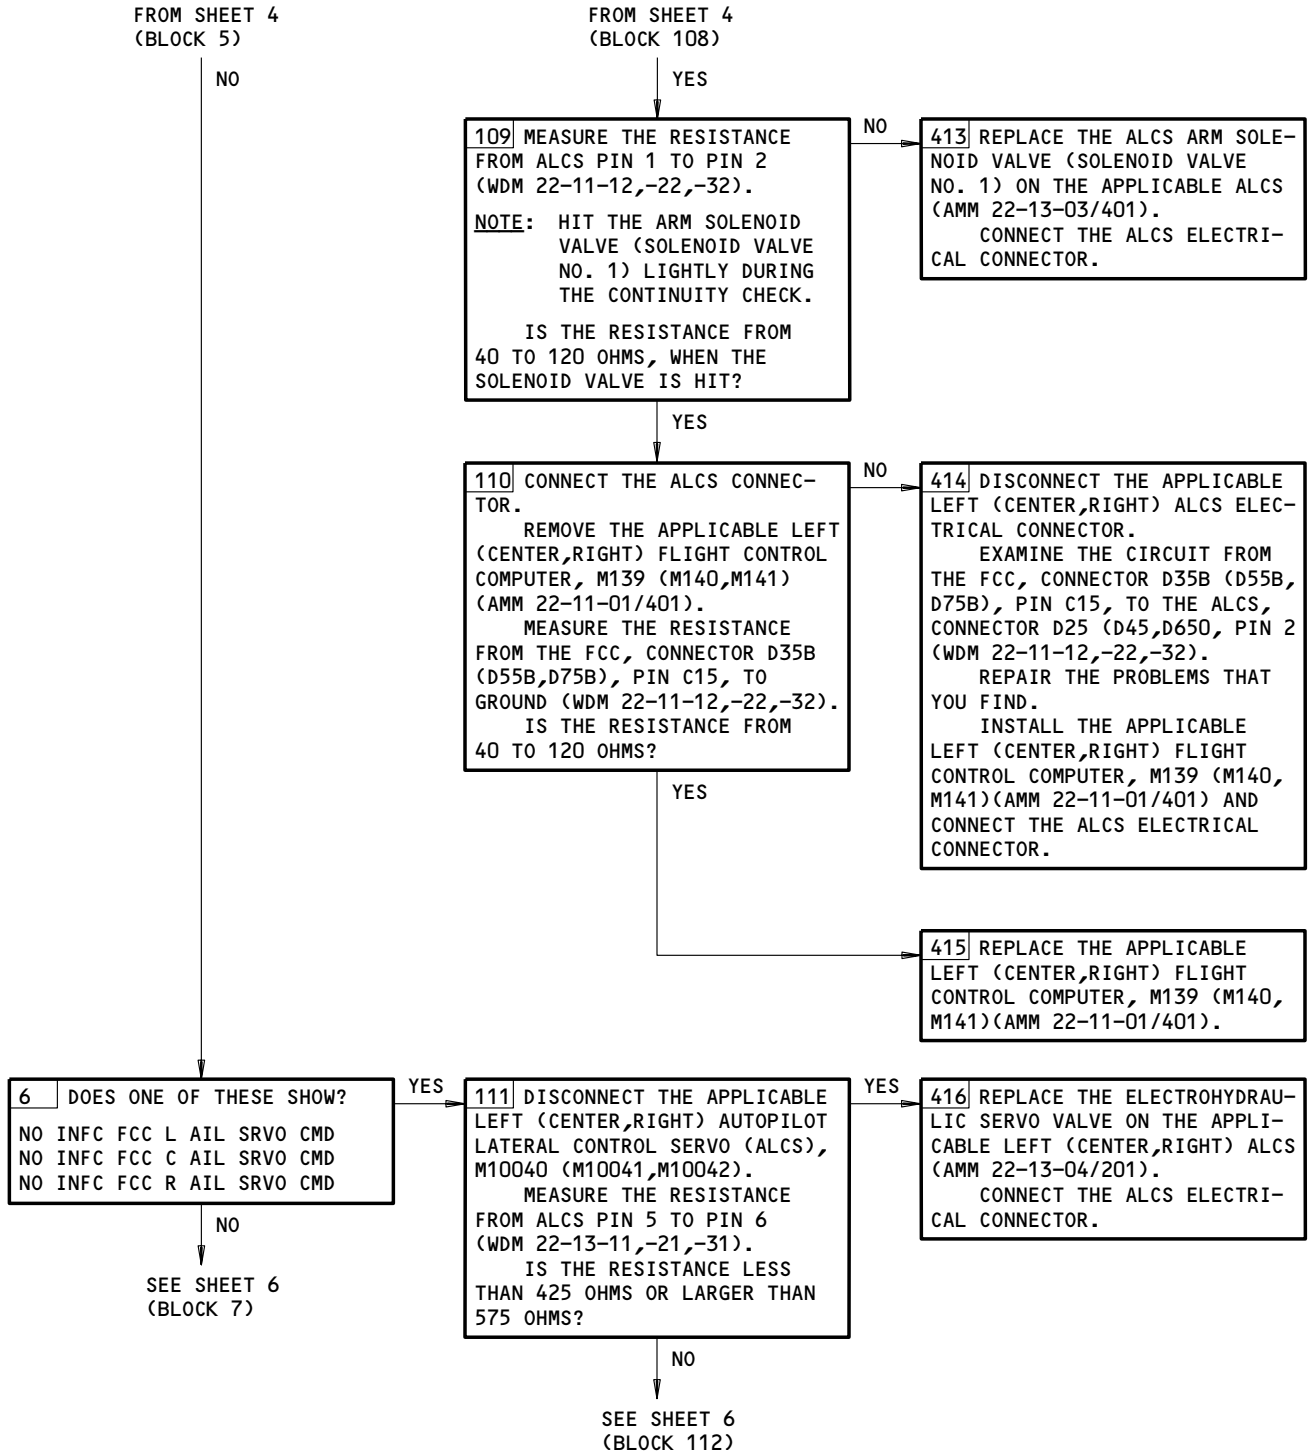 FROM SHEET 4
(BLOCK 5)
NO
FROM SHEET 4
(BLOCK 108)
YES
109 MEASURE THE RESISTANCE
FROM ALCS PIN 1 TO PIN 2
(WDM 22-11-12,-22,-32).
NOTE: HIT THE ARM SOLENOID
VALVE (SOLENOID VALVE
NO. 1) LIGHTLY DURING
THE CONTINUITY CHECK.
IS THE RESISTANCE FROM
40 TO 120 OHMS, WHEN THE
SOLENOID VALVE IS HIT?
NO
413 REPLACE THE ALCS ARM SOLE-
NOID VALVE (SOLENOID VALVE
NO. 1) ON THE APPLICABLE ALCS
(AMM 22-13-03/401).
CONNECT THE ALCS ELECTRI-
CAL CONNECTOR.
YES
110 CONNECT THE ALCS CONNEC-
TOR.
REMOVE THE APPLICABLE LEFT
(CENTER,RIGHT) FLIGHT CONTROL
COMPUTER, M139 (M140,M141)
(AMM 22-11-01/401).
MEASURE THE RESISTANCE
FROM THE FCC, CONNECTOR D35B
(D55B,D75B), PIN C15, TO
GROUND (WDM 22-11-12,-22,-32).
IS THE RESISTANCE FROM
40 TO 120 OHMS?
NO
414 DISCONNECT THE APPLICABLE
LEFT (CENTER,RIGHT) ALCS ELEC-
TRICAL CONNECTOR.
EXAMINE THE CIRCUIT FROM
THE FCC, CONNECTOR D35B (D55B,
D75B), PIN C15, TO THE ALCS,
CONNECTOR D25 (D45,D650, PIN 2
(WDM 22-11-12,-22,-32).
REPAIR THE PROBLEMS THAT
YOU FIND.
INSTALL THE APPLICABLE
LEFT (CENTER,RIGHT) FLIGHT
CONTROL COMPUTER, M139 (M140,
M141)(AMM 22-11-01/401) AND
CONNECT THE ALCS ELECTRICAL
CONNECTOR.
YES
415 REPLACE THE APPLICABLE
LEFT (CENTER,RIGHT) FLIGHT
CONTROL COMPUTER, M139 (M140,
M141)(AMM 22-11-01/401).
6 DOES ONE OF THESE SHOW?
NO INFC FCC L AIL SRVO CMD
NO INFC FCC C AIL SRVO CMD
NO INFC FCC R AIL SRVO CMD
YES
NO
SEE SHEET 6
(BLOCK 7)
111 DISCONNECT THE APPLICABLE
LEFT (CENTER,RIGHT) AUTOPILOT
LATERAL CONTROL SERVO (ALCS),
M10040 (M10041,M10042).
MEASURE THE RESISTANCE
FROM ALCS PIN 5 TO PIN 6
(WDM 22-13-11,-21,-31).
IS THE RESISTANCE LESS
THAN 425 OHMS OR LARGER THAN
575 OHMS?
YES
416 REPLACE THE ELECTROHYDRAU-
LIC SERVO VALVE ON THE APPLI-
CABLE LEFT (CENTER,RIGHT) ALCS
(AMM 22-13-04/201).
CONNECT THE ALCS ELECTRI-
CAL CONNECTOR.
NO
SEE SHEET 6
(BLOCK 112)